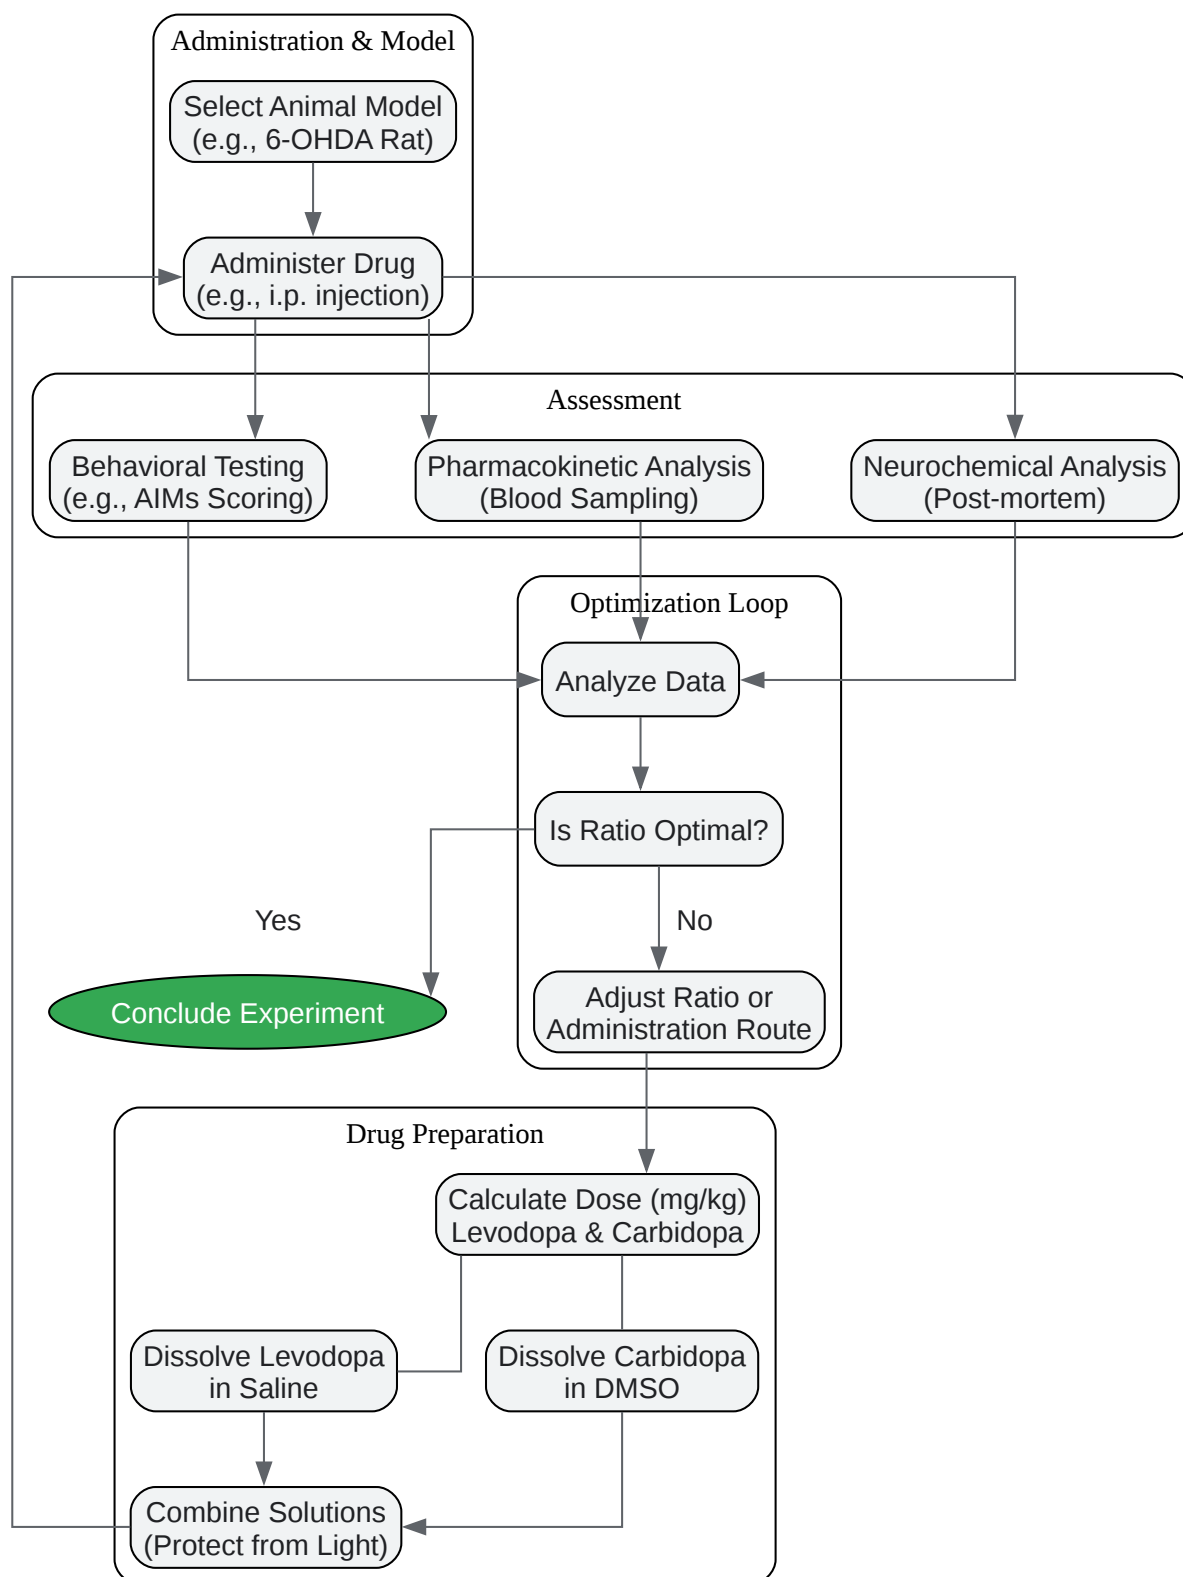 Administration & Model
Select Animal Model
(e.g., 6-OHDA Rat)
Administer Drug
(e.g., i.p. injection)
Assessment
Behavioral Testing
(e.g., AIMs Scoring)
Pharmacokinetic Analysis
(Blood Sampling)
Neurochemical Analysis
(Post-mortem)
Optimization Loop
Analyze Data
Is Ratio Optimal?
Yes
No
Conclude Experiment
Adjust Ratio or
Administration Route
Drug Preparation
Calculate Dose (mg/kg)
Levodopa & Carbidopa
Dissolve Levodopa
in Saline
Dissolve Carbidopa
in DMSO
Combine Solutions
(Protect from Light)